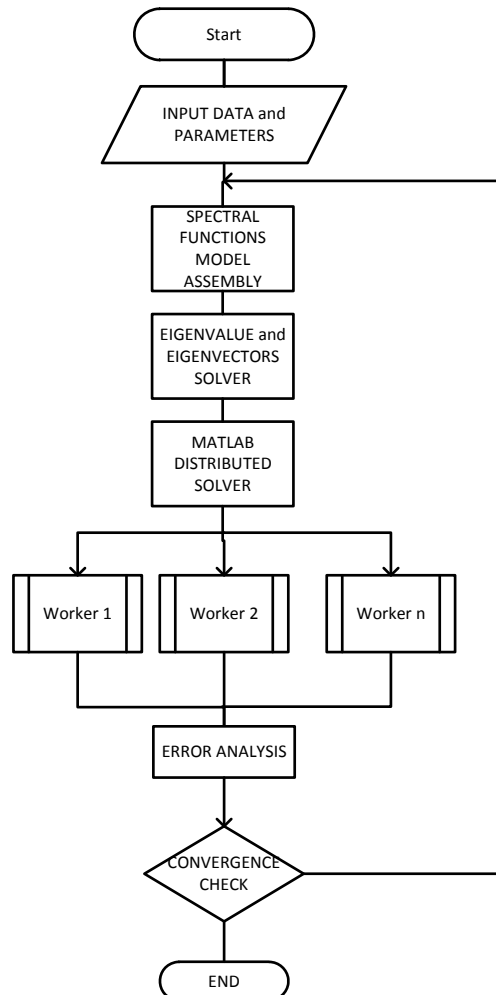 Start
INPUT DATA and
PARAMETERS
SPECTRAL
FUNCTIONS
MODEL
ASSEMBLY
EIGENVALUE and
EIGENVECTORS
SOLVER
MATLAB
DISTRIBUTED
SOLVER
Worker 1
Worker 2
Worker n
ERROR ANALYSIS
CONVERGENCE
CHECK
END